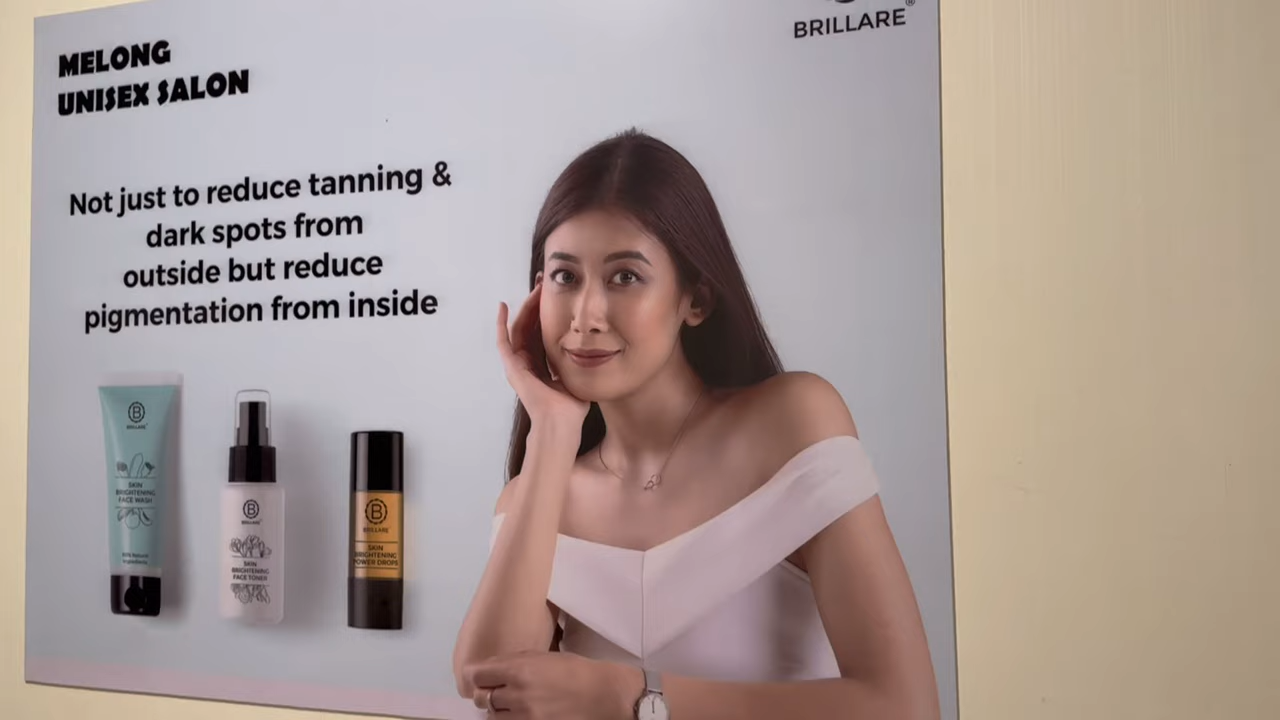 MELONG
UNISEX SALON
BRILLARE®
Not just to reduce tanning &
dark spots from
outside but reduce
pigmentation from inside
B
BRILLARE
SKIN
BRIGHTENING
FACE WASH
B
BRILLARE
SKIN
BRIGHTENING
FACE TONER
B
BRILLARE
SKIN
BRIGHTENING
POWER DROPS